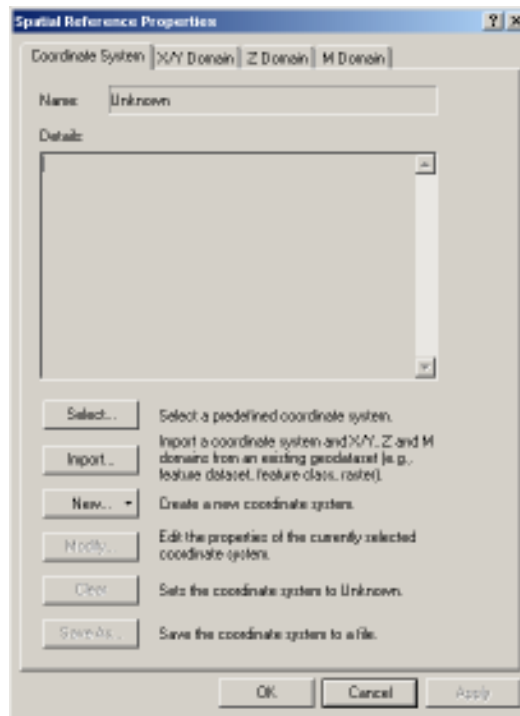 Spatial Reference Properties
Coordinate System X/Y Domain Z Domain M Domain
Name: Unknown
Details:
Select... Select a predefined coordinate system.
Import... Import a coordinate system and X/Y, Z and M
domains from an existing geodataset (e.g.,
feature dataset, feature class, raster).
New... Create a new coordinate system.
Modify... Edit the properties of the currently selected
coordinate system.
Clear Sets the coordinate system to Unknown.
Save As... Save the coordinate system to a file.
OK Cancel Apply